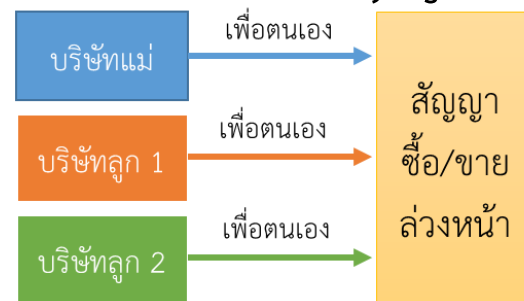 เพื่อตนเอง
บริษัทแม่
เพื่อตนเอง
บริษัทลูก 1
เพื่อตนเอง
บริษัทลูก 2
สัญญา
ซื้อ/ขาย
ล่วงหน้า